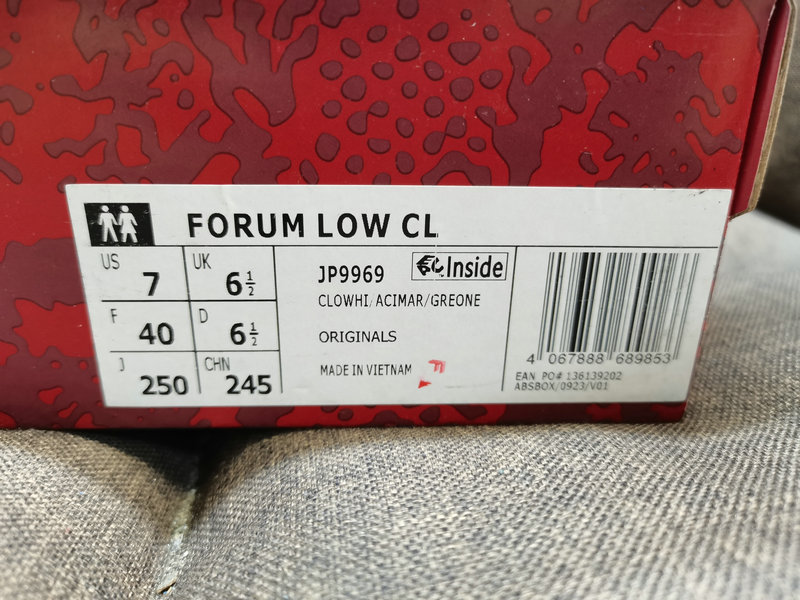 FORUM LOW CL
US 7 UK 6½
F 40 D 6½
J 250 CHN 245
JP9969 Inside
CLOWHI/ACIMAR/GREONE
ORIGINALS
MADE IN VIETNAM
4 067888 689853
EAN PO# 136139202
ABSBOX/0923/V01